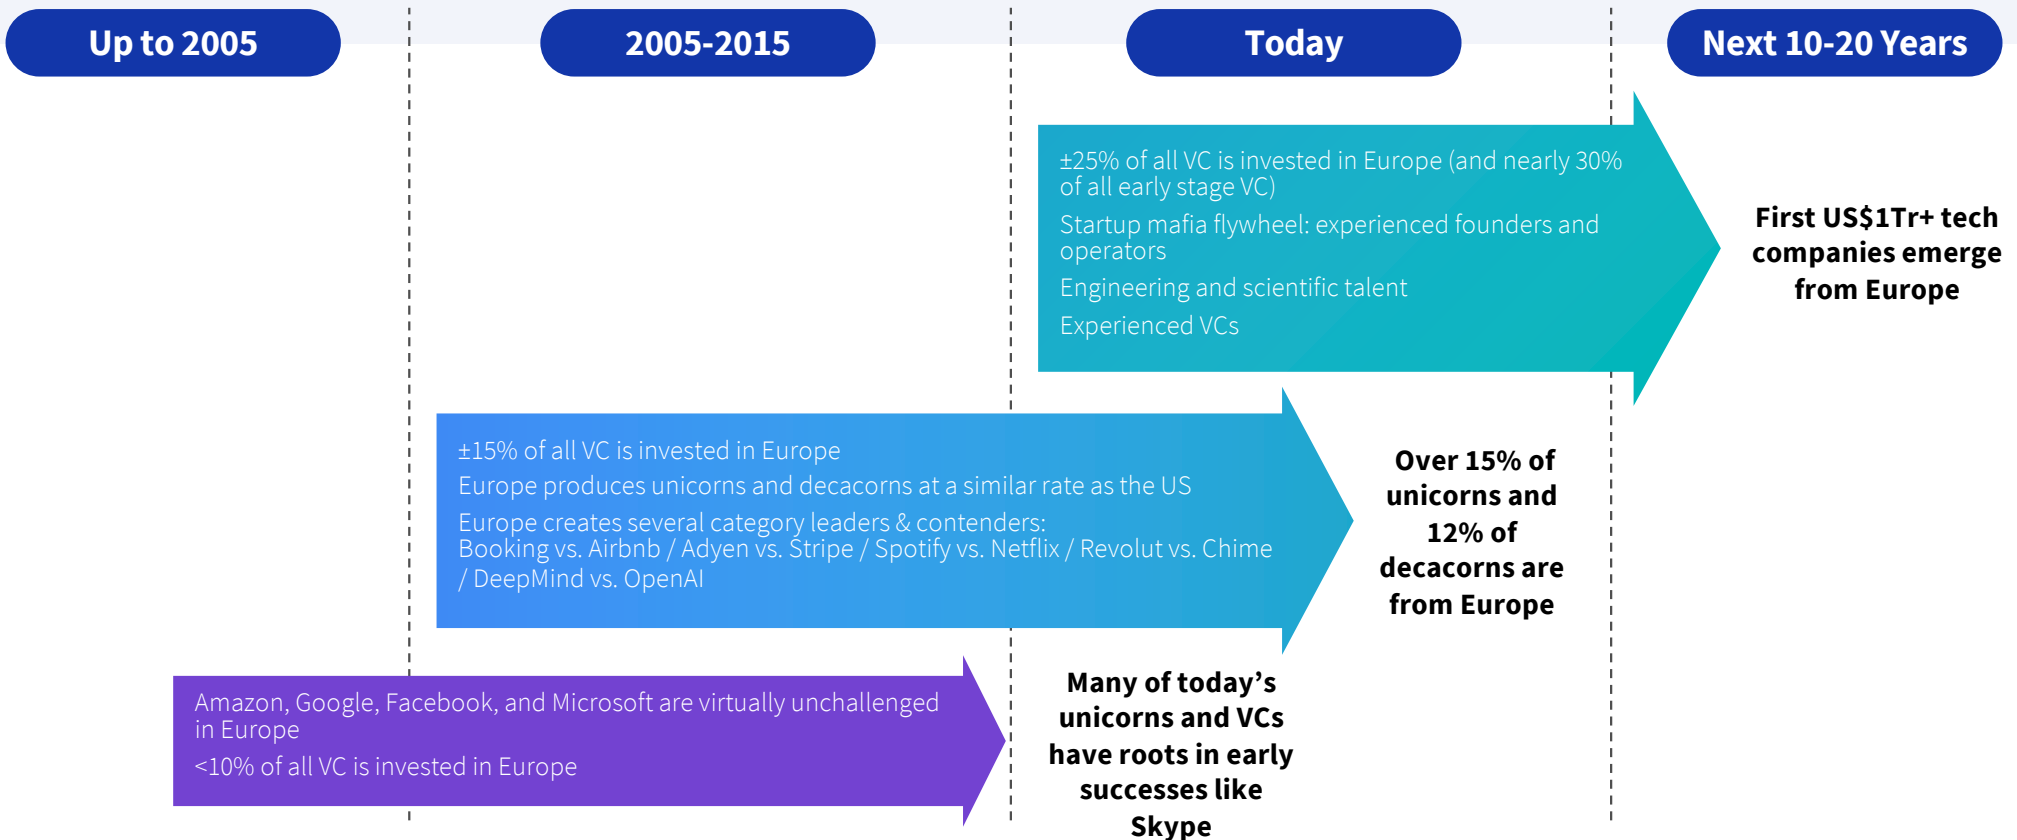 Up to 2005
2005-2015
Today
Next 10-20 Years
±25% of all VC is invested in Europe (and nearly 30%
of all early stage VC)
Startup mafia flywheel: experienced founders and
operators
Engineering and scientific talent
Experienced VCs
First US$1Tr+ tech
companies emerge
from Europe
±15% of all VC is invested in Europe
Europe produces unicorns and decacorns at a similar rate as the US
Europe creates several category leaders & contenders:
Booking vs. Airbnb / Adyen vs. Stripe / Spotify vs. Netflix / Revolut vs. Chime
/ DeepMind vs. OpenAI
Over 15% of
unicorns and
12% of
decacorns are
from Europe
Amazon, Google, Facebook, and Microsoft are virtually unchallenged
in Europe
<10% of all VC is invested in Europe
Many of today’s
unicorns and VCs
have roots in early
successes like
Skype